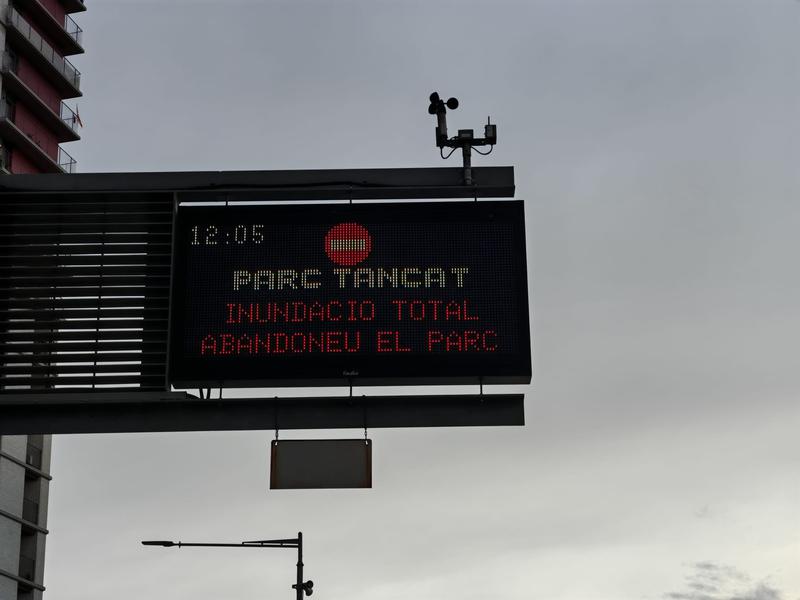 12:05
PARC TANCAT
INUNDACIO TOTAL
ABANDONEU EL PARC